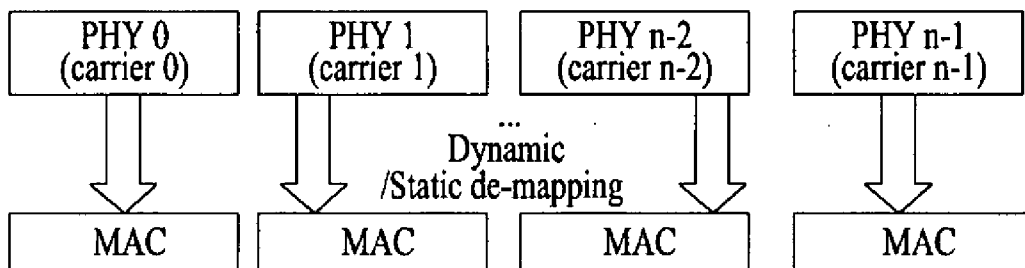 PHY 0
(carrier 0)
PHY 1
(carrier 1)
PHY n-2
(carrier n-2)
PHY n-1
(carrier n-1)
...
Dynamic
/Static de-mapping
MAC
MAC
MAC
MAC